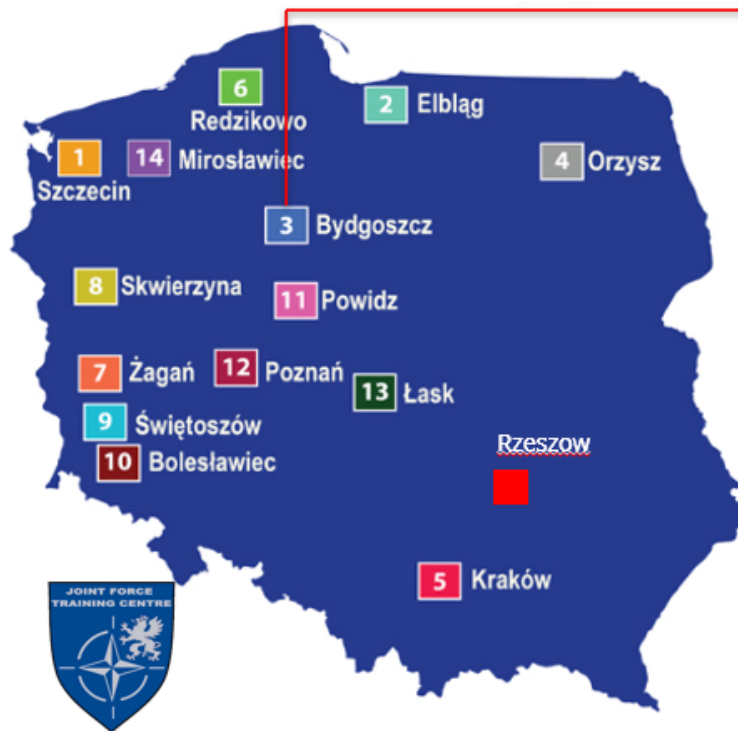 6
Redzikowo
2 Elbląg
1
Szczecin
14 Mirosławiec
4 Orzysz
3 Bydgoszcz
8 Skwierzyna
11 Powidz
7 Żagań
12 Poznań
13 Łask
9 Świętoszów
10 Bolesławiec
Rzeszow
5 Kraków
JOINT FORCE
TRAINING CENTRE